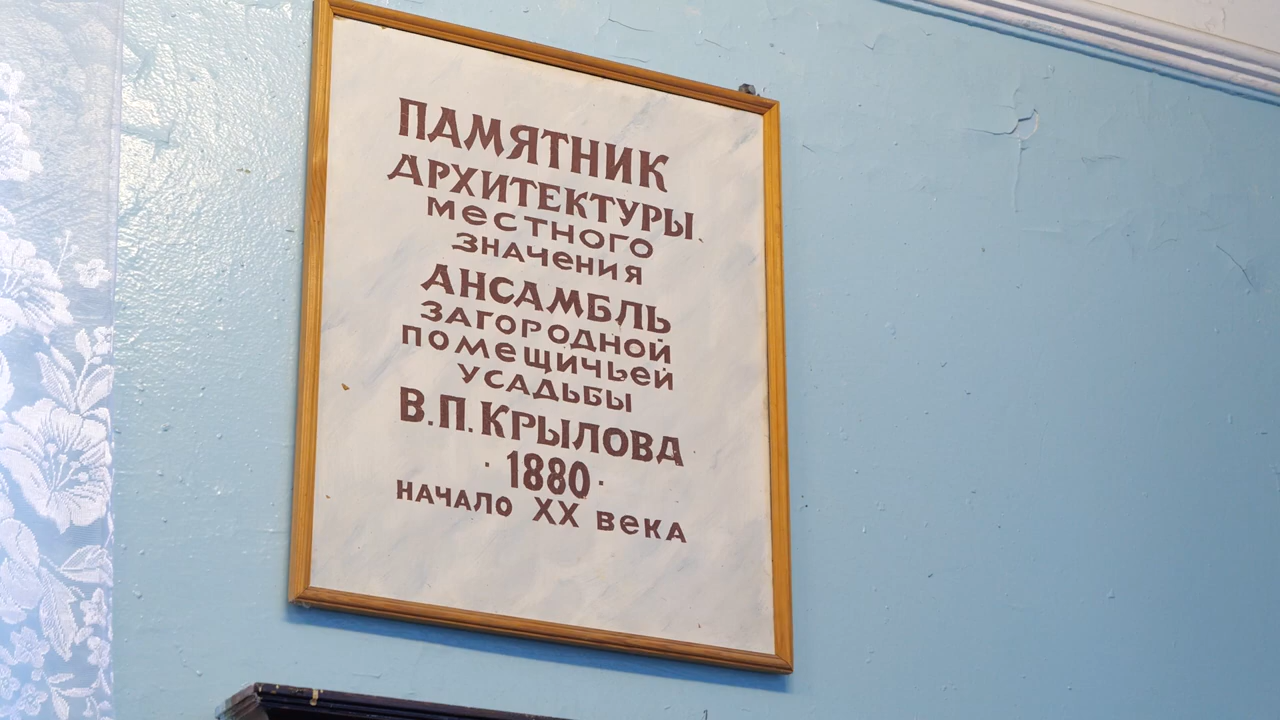 ПАМЯТНИК
АРХИТЕКТУРЫ
местного
значения
АНСАМБЛЬ
загородной
помещичьей
усадьбы
В.П.Крылова
· 1880 ·
начало XX века